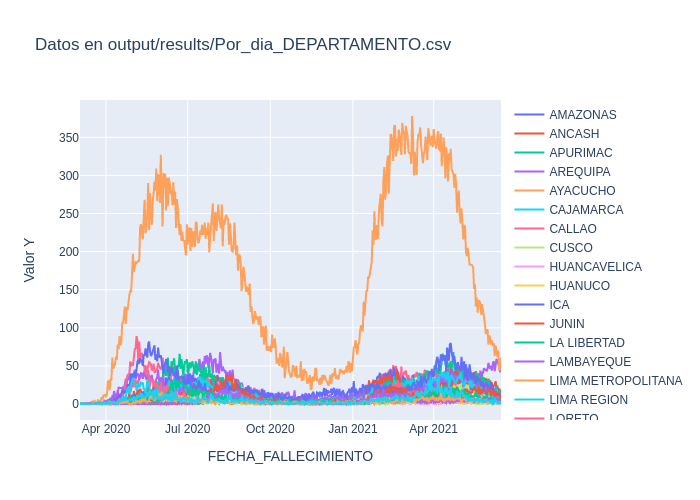 Datos en output/results/Por_dia_DEPARTAMENTO.csv
Valor Y
350
300
250
200
150
100
50
0
Apr 2020
Jul 2020
Oct 2020
Jan 2021
Apr 2021
FECHA_FALLECIMIENTO
AMAZONAS
ANCASH
APURIMAC
AREQUIPA
AYACUCHO
CAJAMARCA
CALLAO
CUSCO
HUANCAVELICA
HUANUCO
ICA
JUNIN
LA LIBERTAD
LAMBAYEQUE
LIMA METROPOLITANA
LIMA REGION
LORETO